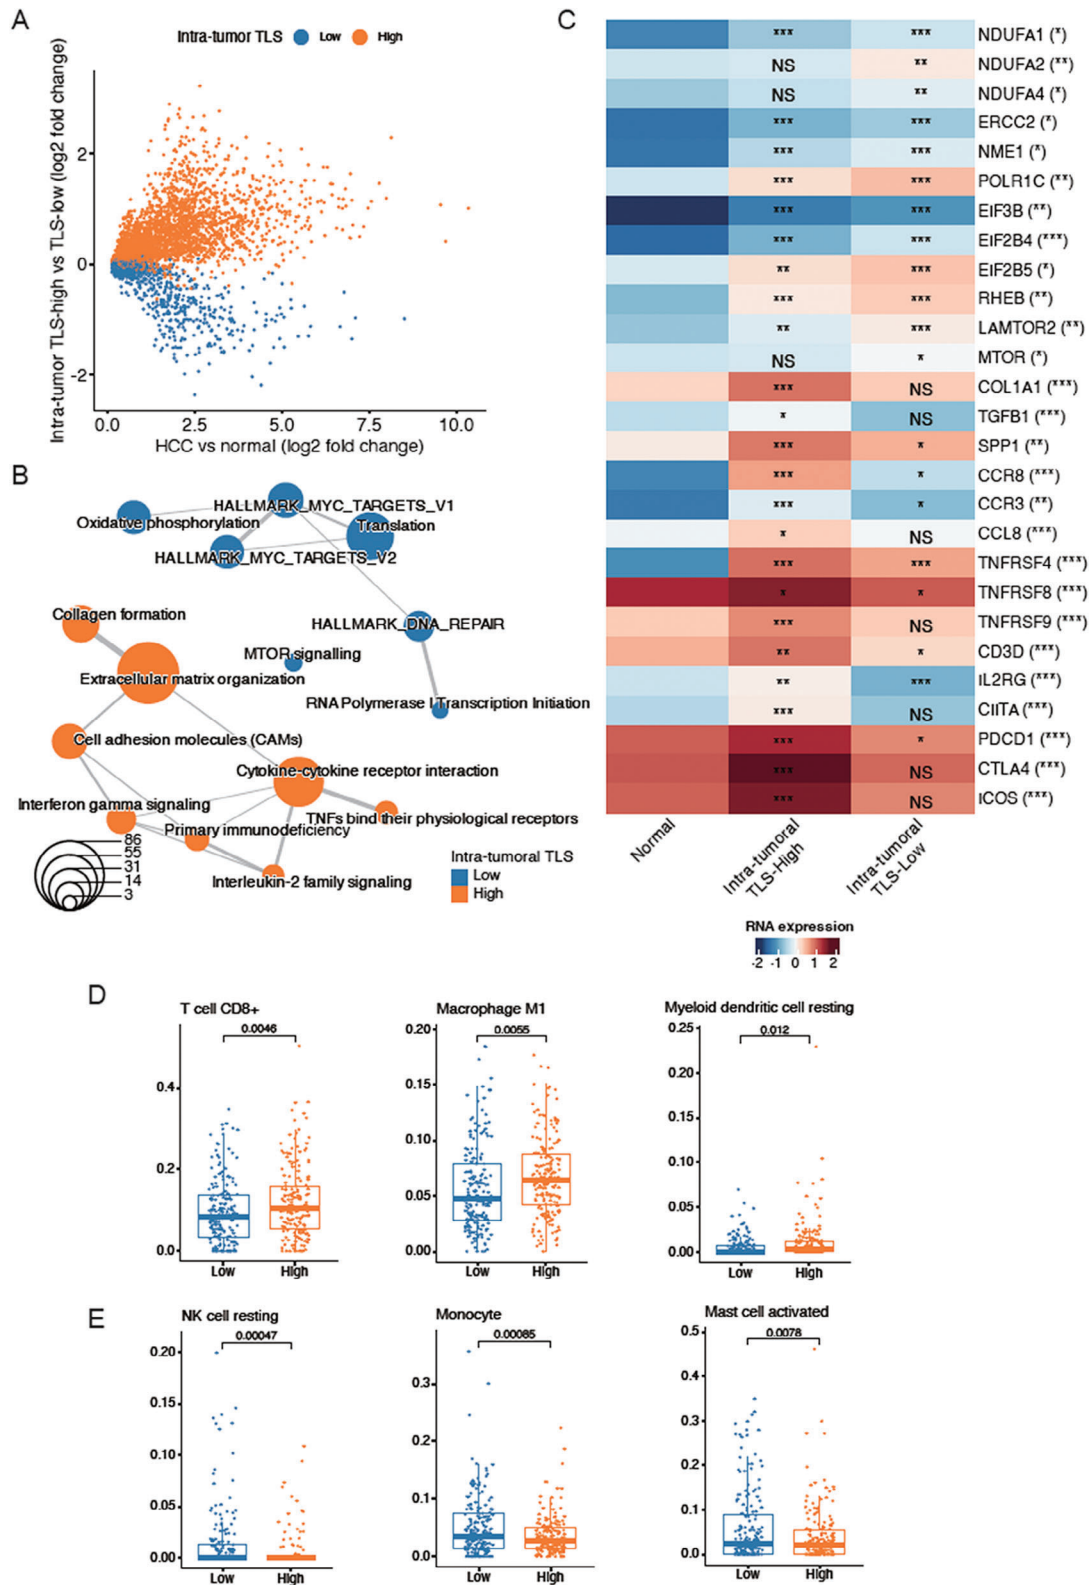 A
Intra-tumor TLS Low High
Intra-tumor TLS-high vs TLS-low (log2 fold change)
2
0
-2
0.0 2.5 5.0 7.5 10.0
HCC vs normal (log2 fold change)
B
HALLMARK_MYC_TARGETS_V1
Oxidative phosphorylation
Translation
HALLMARK_MYC_TARGETS_V2
Collagen formation
HALLMARK_DNA_REPAIR
MTOR signalling
Extracellular matrix organization
RNA Polymerase I Transcription Initiation
Cell adhesion molecules (CAMs)
Cytokine-cytokine receptor interaction
Interferon gamma signaling
TNFs bind their physiological receptors
Primary immunodeficiency
Interleukin-2 family signaling
86
55
31
14
3
Intra-tumoral TLS
Low
High
C
*** *** NDUFA1 (*)
NS ** NDUFA2 (**)
NS ** NDUFA4 (*)
*** *** ERCC2 (*)
*** *** NME1 (*)
*** *** POLR1C (**)
*** *** EIF3B (**)
*** *** EIF2B4 (***)
** *** EIF2B5 (*)
*** *** RHEB (**)
** *** LAMTOR2 (**)
NS * MTOR (*)
*** NS COL1A1 (***)
* NS TGFB1 (***)
*** * SPP1 (**)
*** * CCR8 (***)
*** * CCR3 (**)
* NS CCL8 (***)
*** *** TNFRSF4 (***)
* * TNFRSF8 (***)
*** NS TNFRSF9 (***)
** * CD3D (***)
** *** IL2RG (***)
*** NS CIITA (***)
*** * PDCD1 (***)
*** NS CTLA4 (***)
*** NS ICOS (***)
Normal
Intra-tumoral
TLS-High
Intra-tumoral
TLS-Low
RNA expression
-2 -1 0 1 2
D
T cell CD8+
0.0046
0.4
0.2
0.0
Low High
Macrophage M1
0.0055
0.20
0.15
0.10
0.05
0.00
Low High
Myeloid dendritic cell resting
0.012
0.25
0.20
0.15
0.10
0.05
0.00
Low High
E
NK cell resting
0.00047
0.20
0.15
0.10
0.05
0.00
Low High
Monocyte
0.00085
0.3
0.2
0.1
0.0
Low High
Mast cell activated
0.0078
0.5
0.4
0.3
0.2
0.1
0.0
Low High